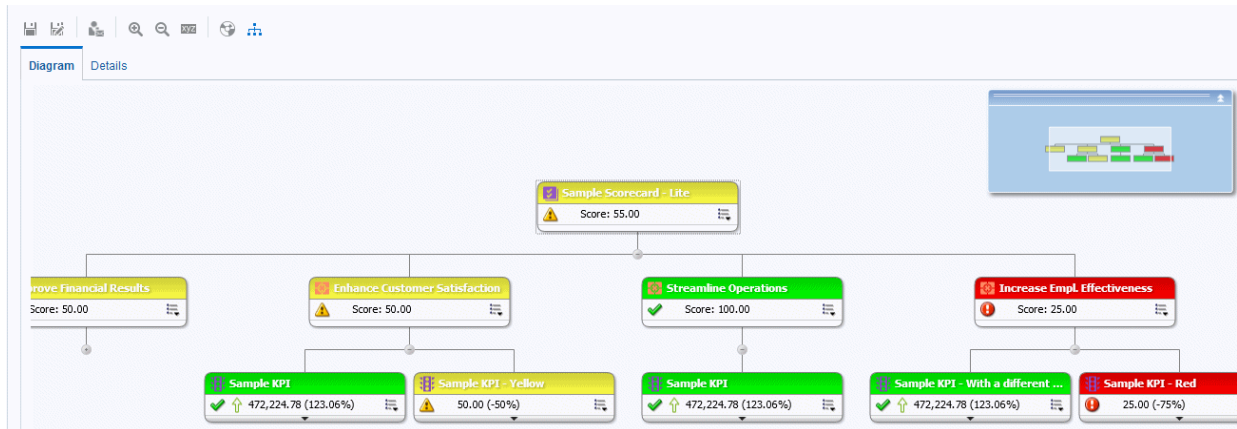 xyz
Diagram Details
Sample Scorecard - Lite
Score: 55.00
prove Financial Results
Score: 50.00
Enhance Customer Satisfaction
Score: 50.00
Streamline Operations
Score: 100.00
Increase Empl. Effectiveness
Score: 25.00
Sample KPI
472,224.78 (123.06%)
Sample KPI - Yellow
50.00 (-50%)
Sample KPI
472,224.78 (123.06%)
Sample KPI - With a different ...
472,224.78 (123.06%)
Sample KPI - Red
25.00 (-75%)